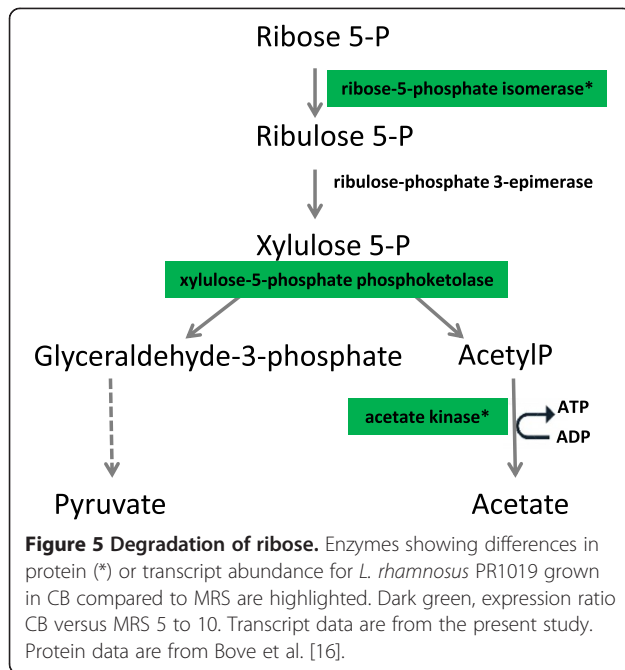 Ribose 5-P
ribose-5-phosphate isomerase*
Ribulose 5-P
ribulose-phosphate 3-epimerase
Xylulose 5-P
xylulose-5-phosphate phosphoketolase
Glyceraldehyde-3-phosphate
AcetylP
acetate kinase*
ATP
ADP
Pyruvate
Acetate
Figure 5 Degradation of ribose. Enzymes showing differences in
protein (*) or transcript abundance for L. rhamnosus PR1019 grown
in CB compared to MRS are highlighted. Dark green, expression ratio
CB versus MRS 5 to 10. Transcript data are from the present study.
Protein data are from Bove et al. [16].